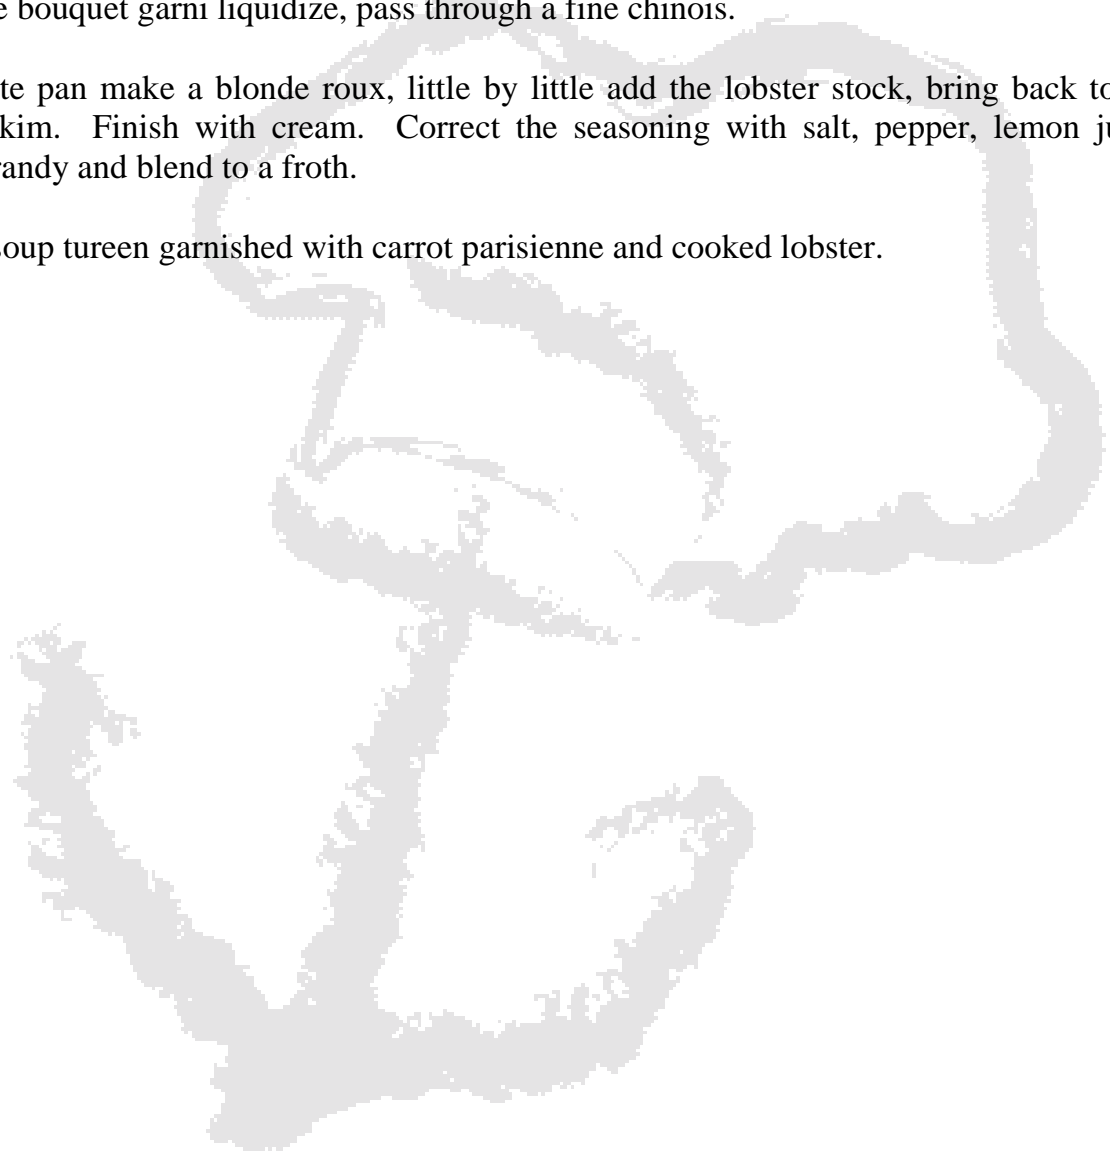 e bouquet garni liquidize, pass through a fine chinois.
te pan make a blonde roux, little by little add the lobster stock, bring back to
kim. Finish with cream. Correct the seasoning with salt, pepper, lemon ju
randy and blend to a froth.
soup tureen garnished with carrot parisienne and cooked lobster.